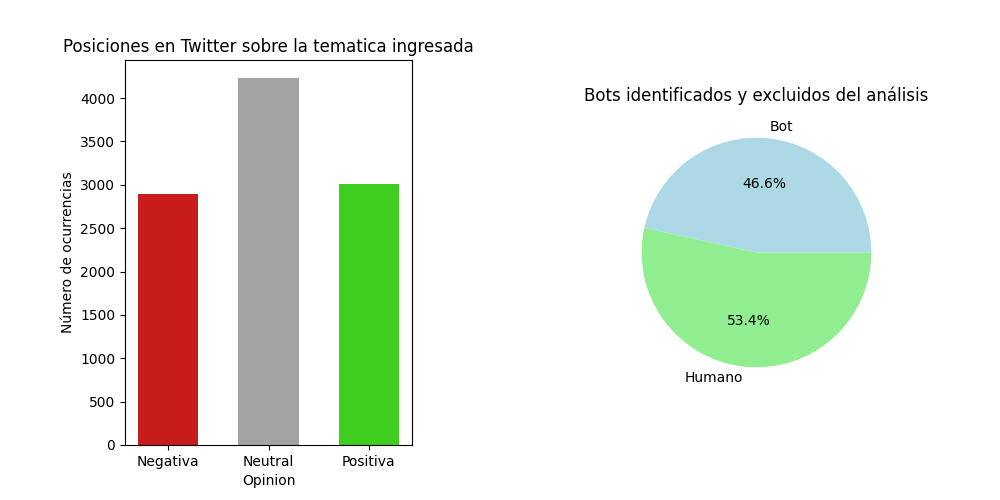 Posiciones en Twitter sobre la tematica ingresada
Número de ocurrencias
4000
3500
3000
2500
2000
1500
1000
500
0
Negativa
Neutral
Positiva
Opinion
Bots identificados y excluidos del análisis
Bot
46.6%
53.4%
Humano